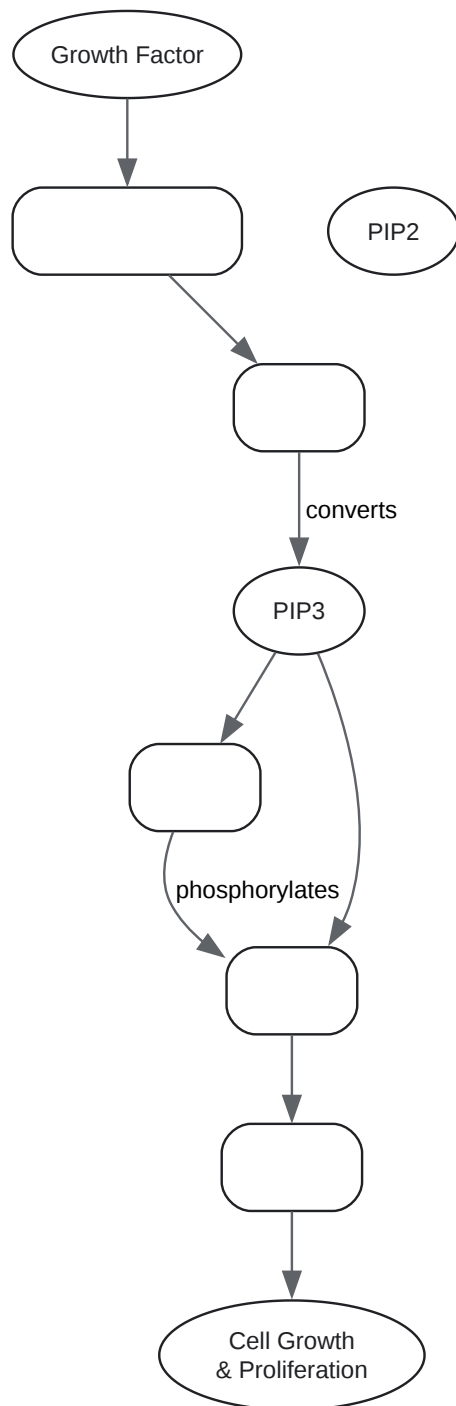 Growth Factor
PIP2
converts
PIP3
phosphorylates
Cell Growth
& Proliferation